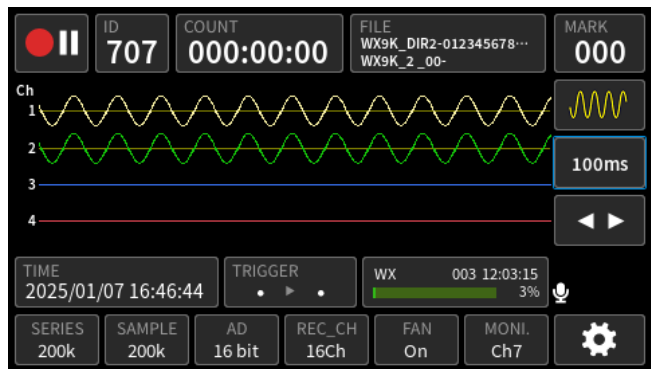 ID
707
COUNT
000:00:00
FILE
WX9K_DIR2-012345678…
WX9K_2 _00-
MARK
000
Ch
1
2
3
4
100ms
TIME
2025/01/07 16:46:44
TRIGGER
WX 003 12:03:15
3%
SERIES
200k
SAMPLE
200k
AD
16 bit
REC_CH
16Ch
FAN
On
MONI.
Ch7